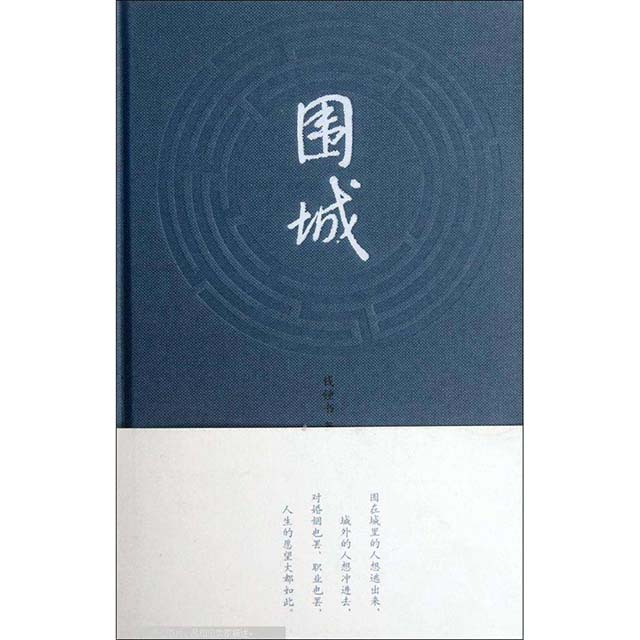 围
城
钱锺书
围在城里的人想逃出来，
城外的人想冲进去，
对婚姻也罢，职业也罢，
人生的愿望大都如此。